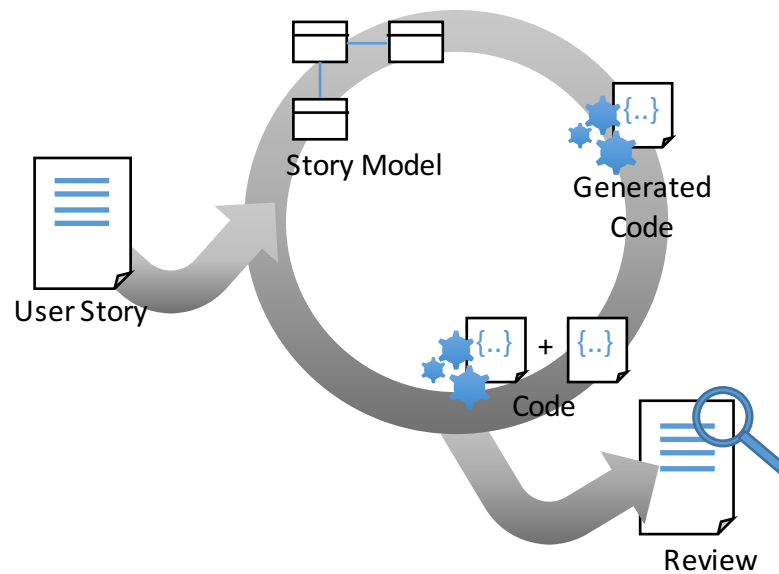 {..}
Story Model
Generated
Code
User Story
{..} + {..}
Code
Review